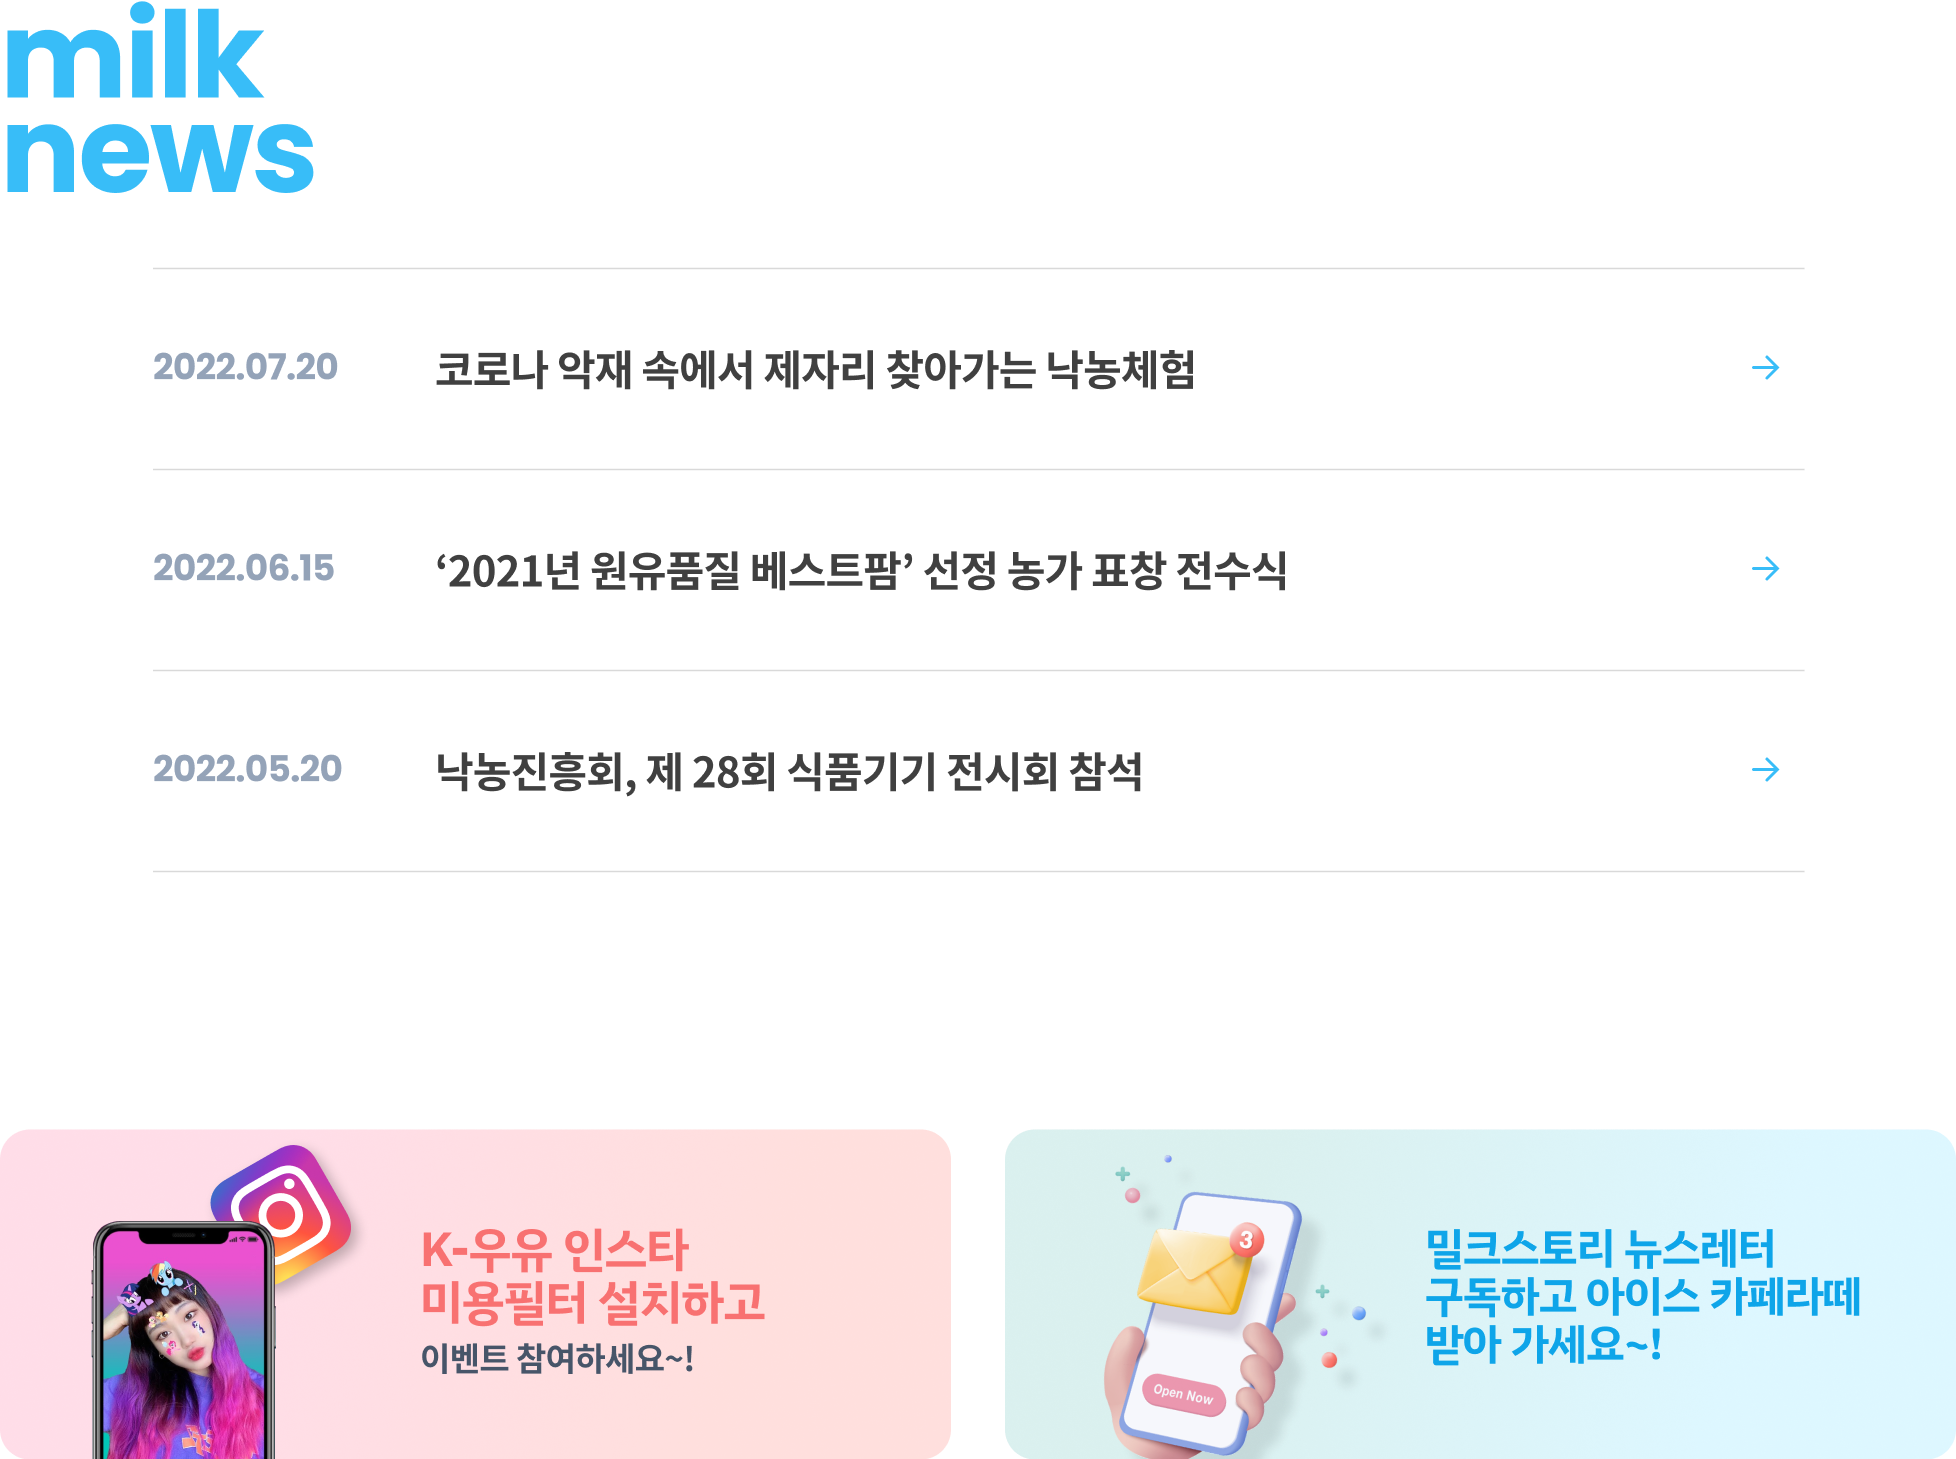 milk
news
2022.07.20 코로나 악재 속에서 제자리 찾아가는 낙농체험
2022.06.15 ‘2021년 원유품질 베스트팜’ 선정 농가 표창 전수식
2022.05.20 낙농진흥회, 제 28회 식품기기 전시회 참석
K-우유 인스타
미용필터 설치하고
이벤트 참여하세요~!
3
Open Now
밀크스토리 뉴스레터
구독하고 아이스 카페라떼
받아 가세요~!